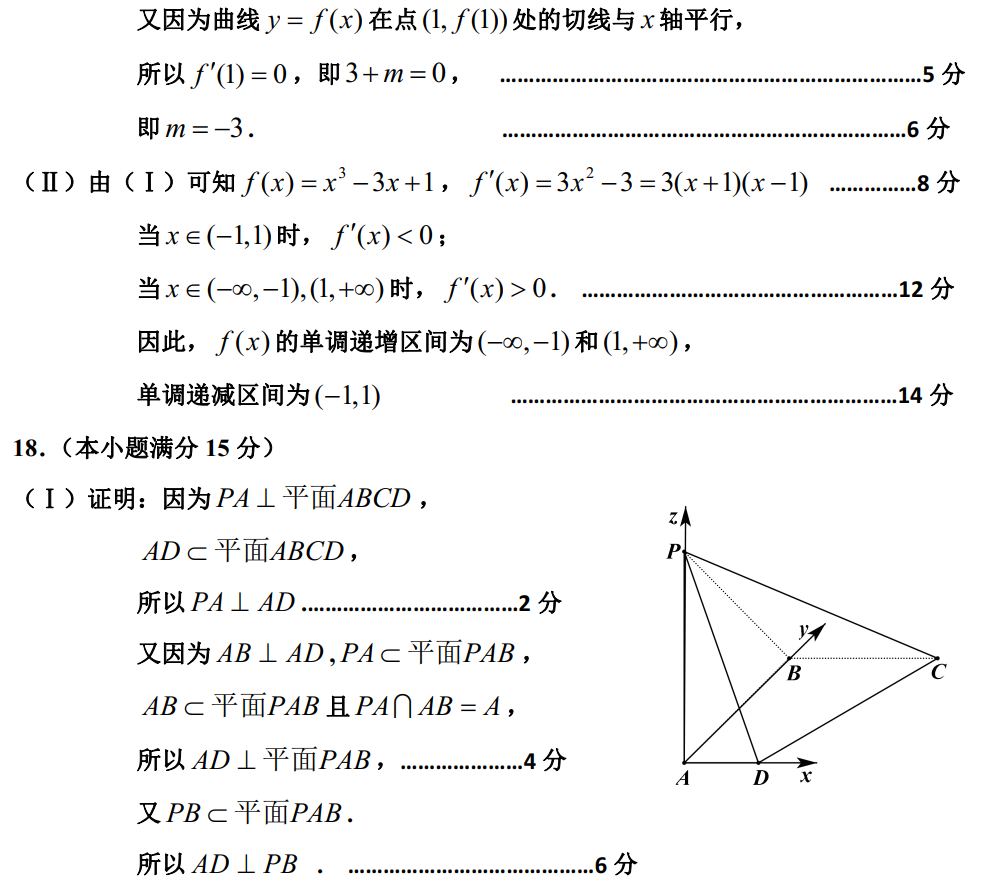 又因为曲线 y = f(x) 在点 (1, f(1)) 处的切线与 x 轴平行，
所以 f′(1) = 0，即 3 + m = 0， ……………………………………………………………5 分
即 m = −3． ……………………………………………………………6 分
（Ⅱ）由（Ⅰ）可知 f(x) = x³ − 3x + 1，f′(x) = 3x² − 3 = 3(x + 1)(x − 1) ……………8 分
当 x ∈ (−1,1) 时，f′(x) < 0；
当 x ∈ (−∞, −1), (1, +∞) 时，f′(x) > 0． ………………………………………………12 分
因此，f(x) 的单调递增区间为 (−∞, −1) 和 (1, +∞)，
单调递减区间为 (−1,1) …………………………………………………………14 分
18．（本小题满分 15 分）
（Ⅰ）证明：因为 PA ⊥ 平面ABCD，
AD ⊂ 平面ABCD，
所以 PA ⊥ AD ………………………………2 分
又因为 AB ⊥ AD , PA ⊂ 平面PAB，
AB ⊂ 平面PAB 且 PA ∩ AB = A，
所以 AD ⊥ 平面PAB，…………………4 分
又 PB ⊂ 平面PAB．
所以 AD ⊥ PB ． ……………………………………6 分
z
P
y
B
C
A
D
x